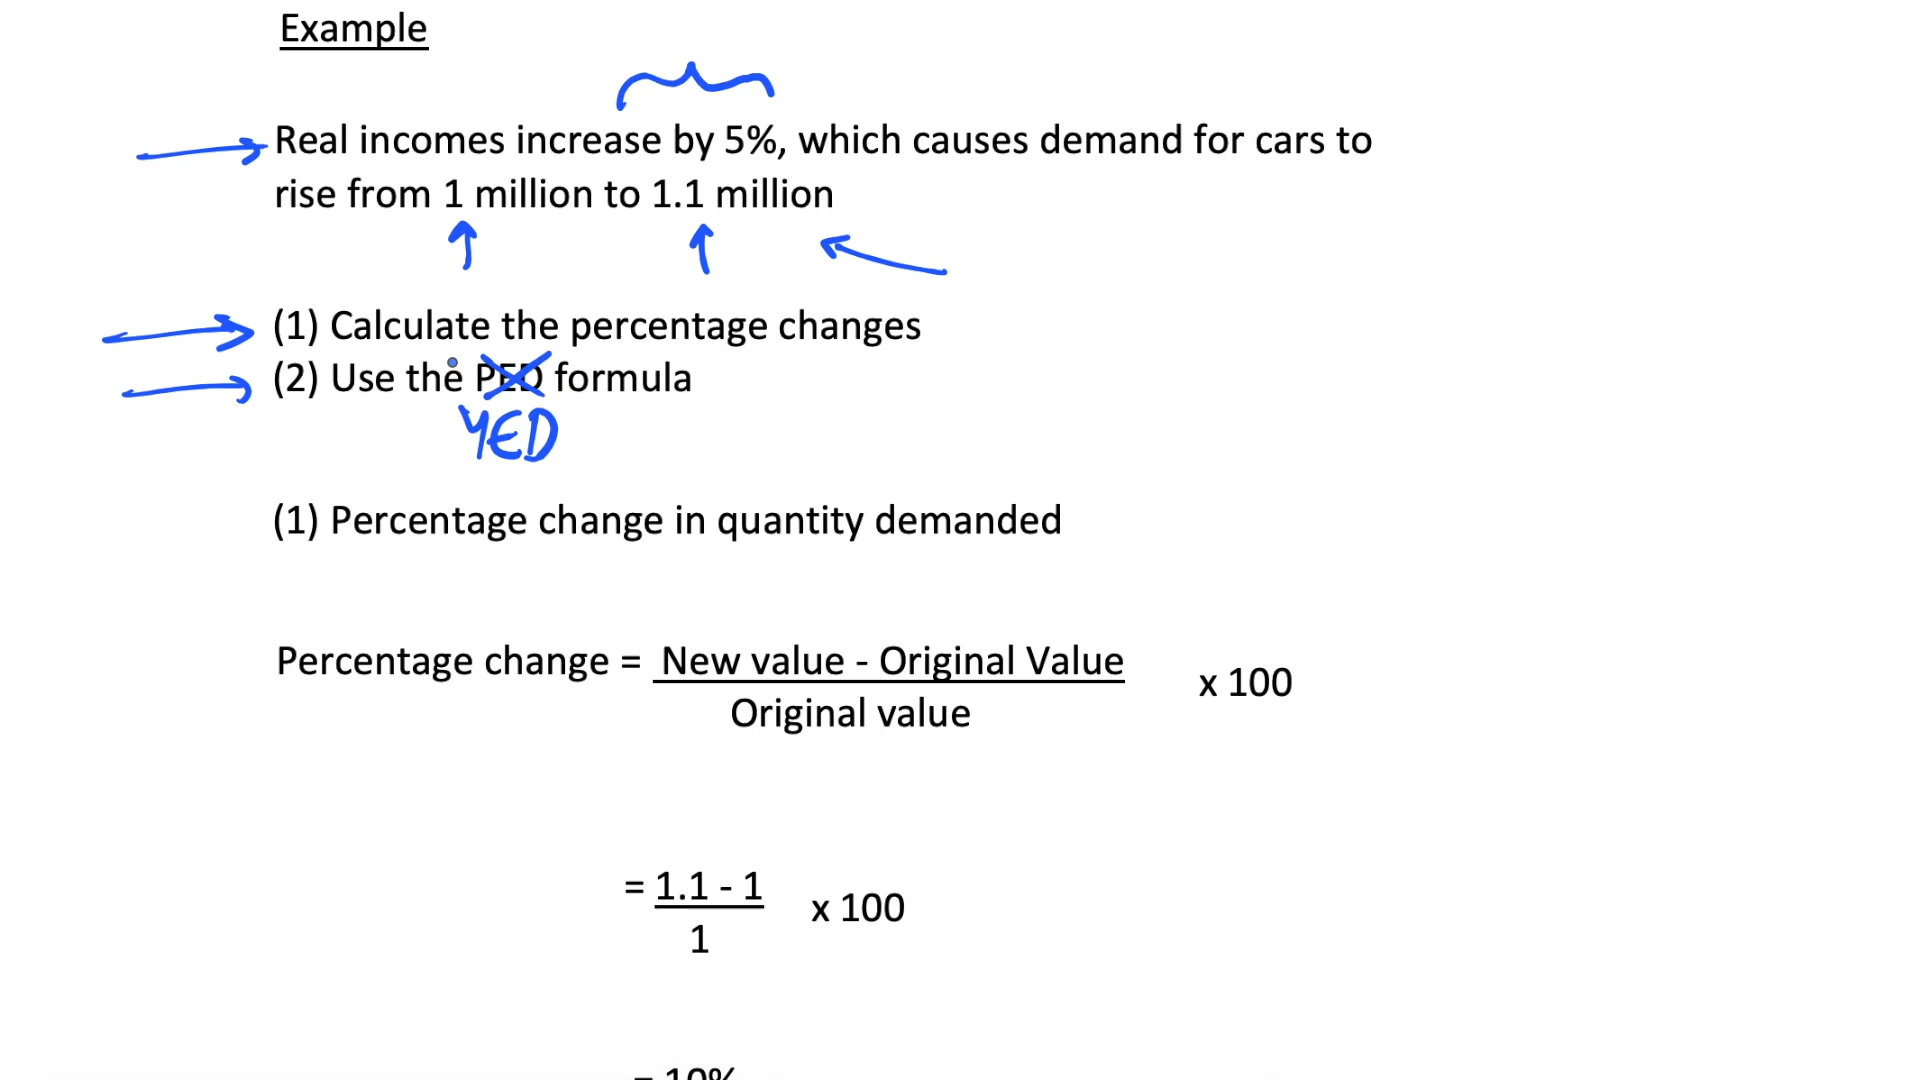 Example
Real incomes increase by 5%, which causes demand for cars to
rise from 1 million to 1.1 million
(1) Calculate the percentage changes
(2) Use the PED formula
YED
(1) Percentage change in quantity demanded
Percentage change = New value - Original Value
x 100
Original value
= 1.1 - 1
x 100
1
= 10%